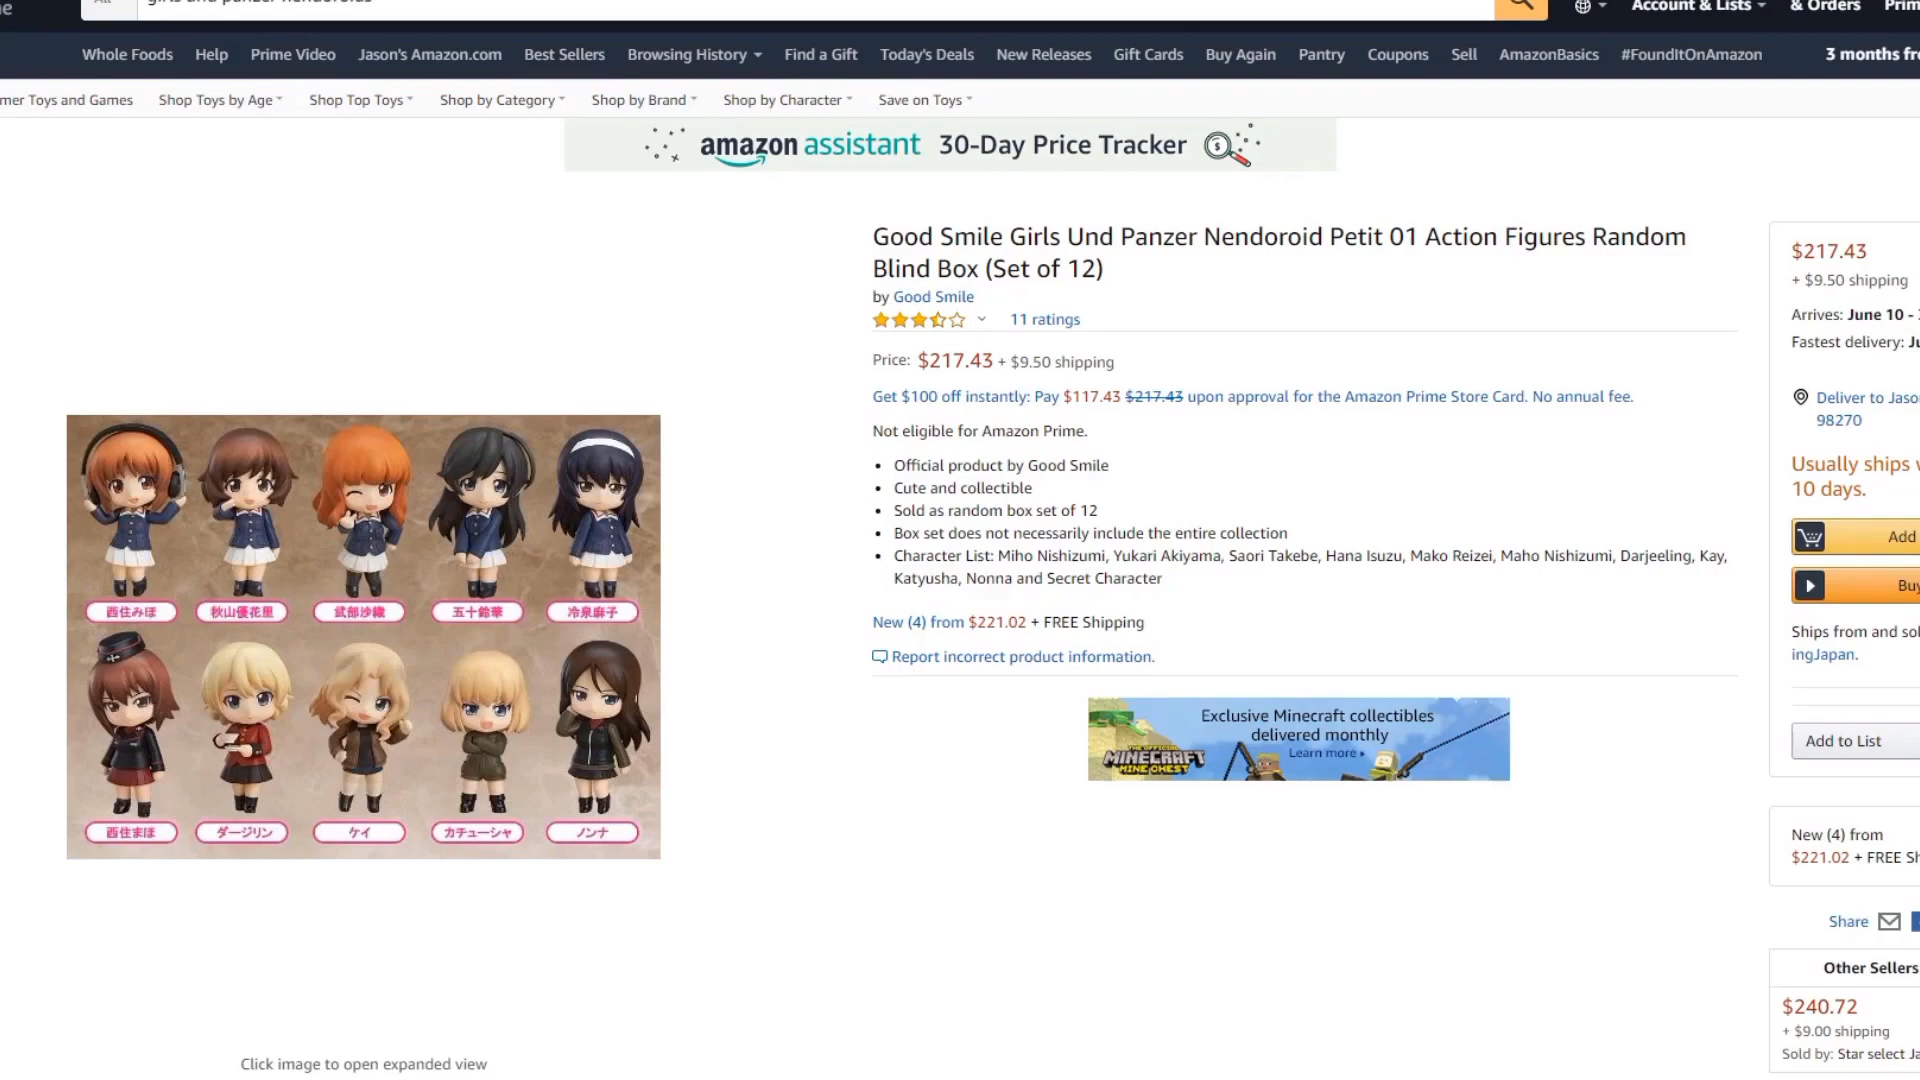 Account & Lists
& Orders
Whole Foods Help Prime Video Jason's Amazon.com Best Sellers Browsing History Find a Gift Today's Deals New Releases Gift Cards Buy Again Pantry Coupons Sell AmazonBasics #FoundItOnAmazon 3 months fr
mer Toys and Games Shop Toys by Age Shop Top Toys Shop by Category Shop by Brand Shop by Character Save on Toys
amazon assistant 30-Day Price Tracker
Good Smile Girls Und Panzer Nendoroid Petit 01 Action Figures Random
Blind Box (Set of 12)
by Good Smile
11 ratings
Price: $217.43 + $9.50 shipping
Get $100 off instantly: Pay $117.43 $217.43 upon approval for the Amazon Prime Store Card. No annual fee.
Not eligible for Amazon Prime.
• Official product by Good Smile
• Cute and collectible
• Sold as random box set of 12
• Box set does not necessarily include the entire collection
• Character List: Miho Nishizumi, Yukari Akiyama, Saori Takebe, Hana Isuzu, Mako Reizei, Maho Nishizumi, Darjeeling, Kay,
Katyusha, Nonna and Secret Character
New (4) from $221.02 + FREE Shipping
Report incorrect product information.
Exclusive Minecraft collectibles
delivered monthly
Learn more
THE OFFICIAL
MINECRAFT
MINE CHEST
西住みほ 秋山優花里 武部沙織 五十鈴華 冷泉麻子
西住まほ ダージリン ケイ カチューシャ ノンナ
Click image to open expanded view
$217.43
+ $9.50 shipping
Arrives: June 10 -
Fastest delivery:
Deliver to Jaso
98270
Usually ships
10 days.
Add
Buy
Ships from and sol
ingJapan.
Add to List
New (4) from
$221.02 + FREE Sh
Share
Other Sellers
$240.72
+ $9.00 shipping
Sold by: Star select Ja